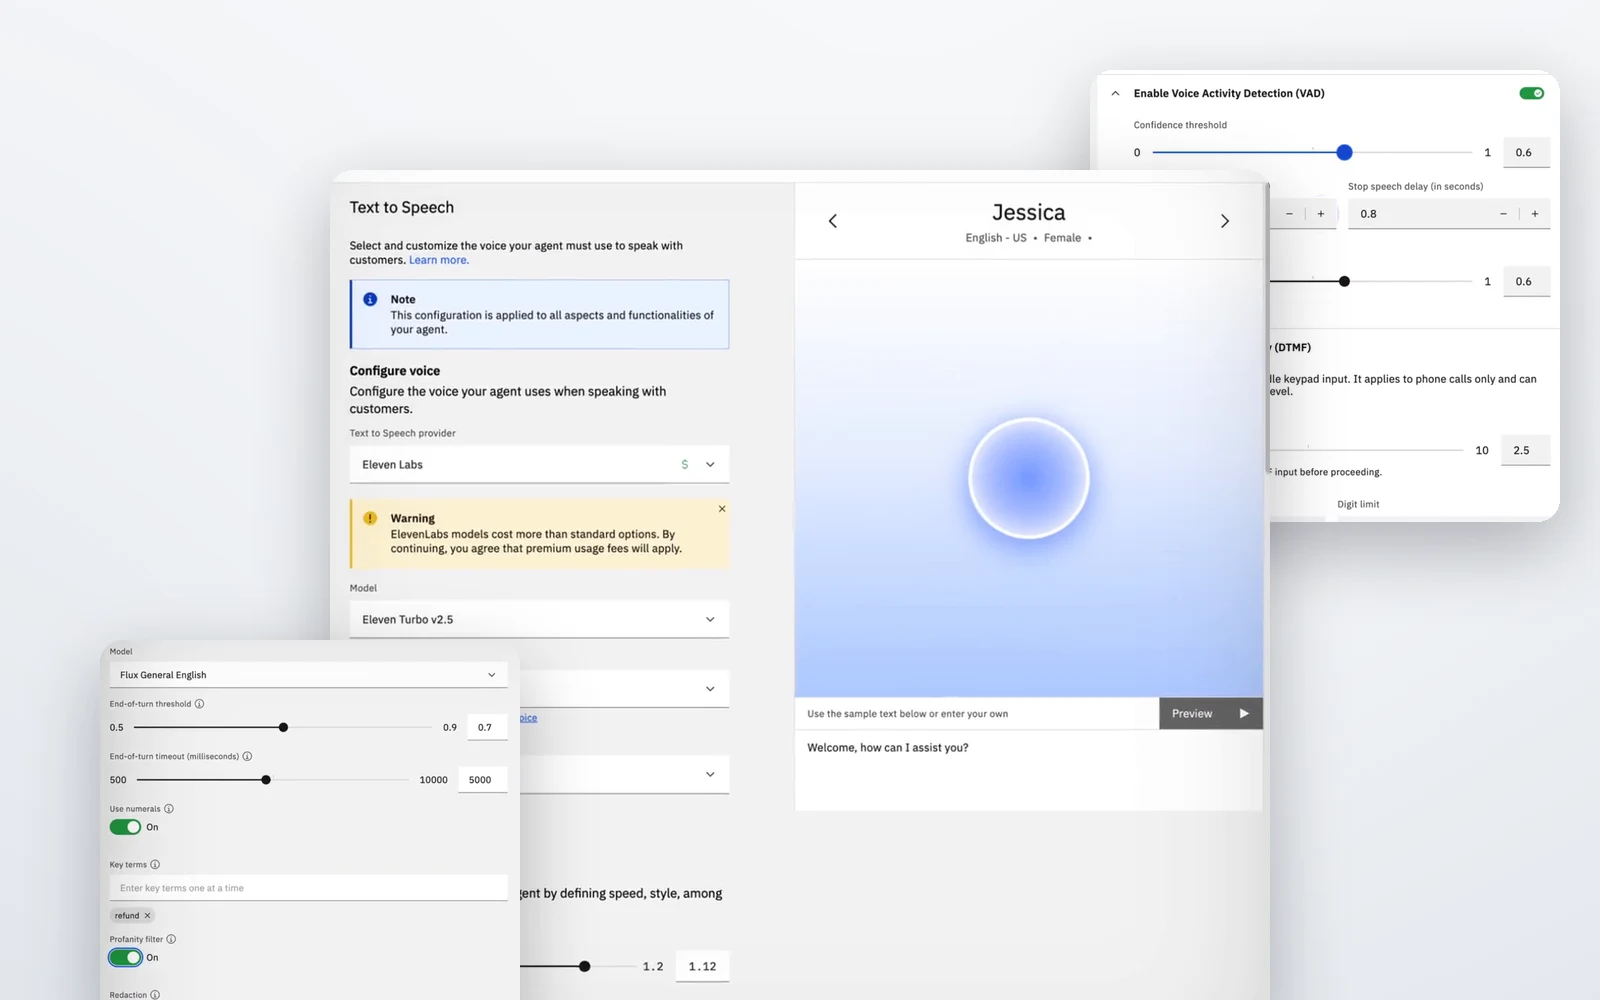 Enable Voice Activity Detection (VAD)
Confidence threshold
0 1 0.6
Stop speech delay (in seconds)
− + 0.8 − +
1 0.6
(DTMF)
keypad input. It applies to phone calls only and can
10 2.5
input before proceeding.
Digit limit
Text to Speech
Select and customize the voice your agent must use to speak with
customers. Learn more.
Note
This configuration is applied to all aspects and functionalities of
your agent.
Configure voice
Configure the voice your agent uses when speaking with
customers.
Text to Speech provider
Eleven Labs $
Warning
ElevenLabs models cost more than standard options. By
continuing, you agree that premium usage fees will apply.
Model
Eleven Turbo v2.5
by defining speed, style, among
1.2 1.12
Jessica
English - US • Female •
Use the sample text below or enter your own
Preview
Welcome, how can I assist you?
Model
Flux General English
End-of-turn threshold
0.5 0.9 0.7
End-of-turn timeout (milliseconds)
500 10000 5000
Use numerals
On
Key terms
Enter key terms one at a time
refund ×
Profanity filter
On
Redaction